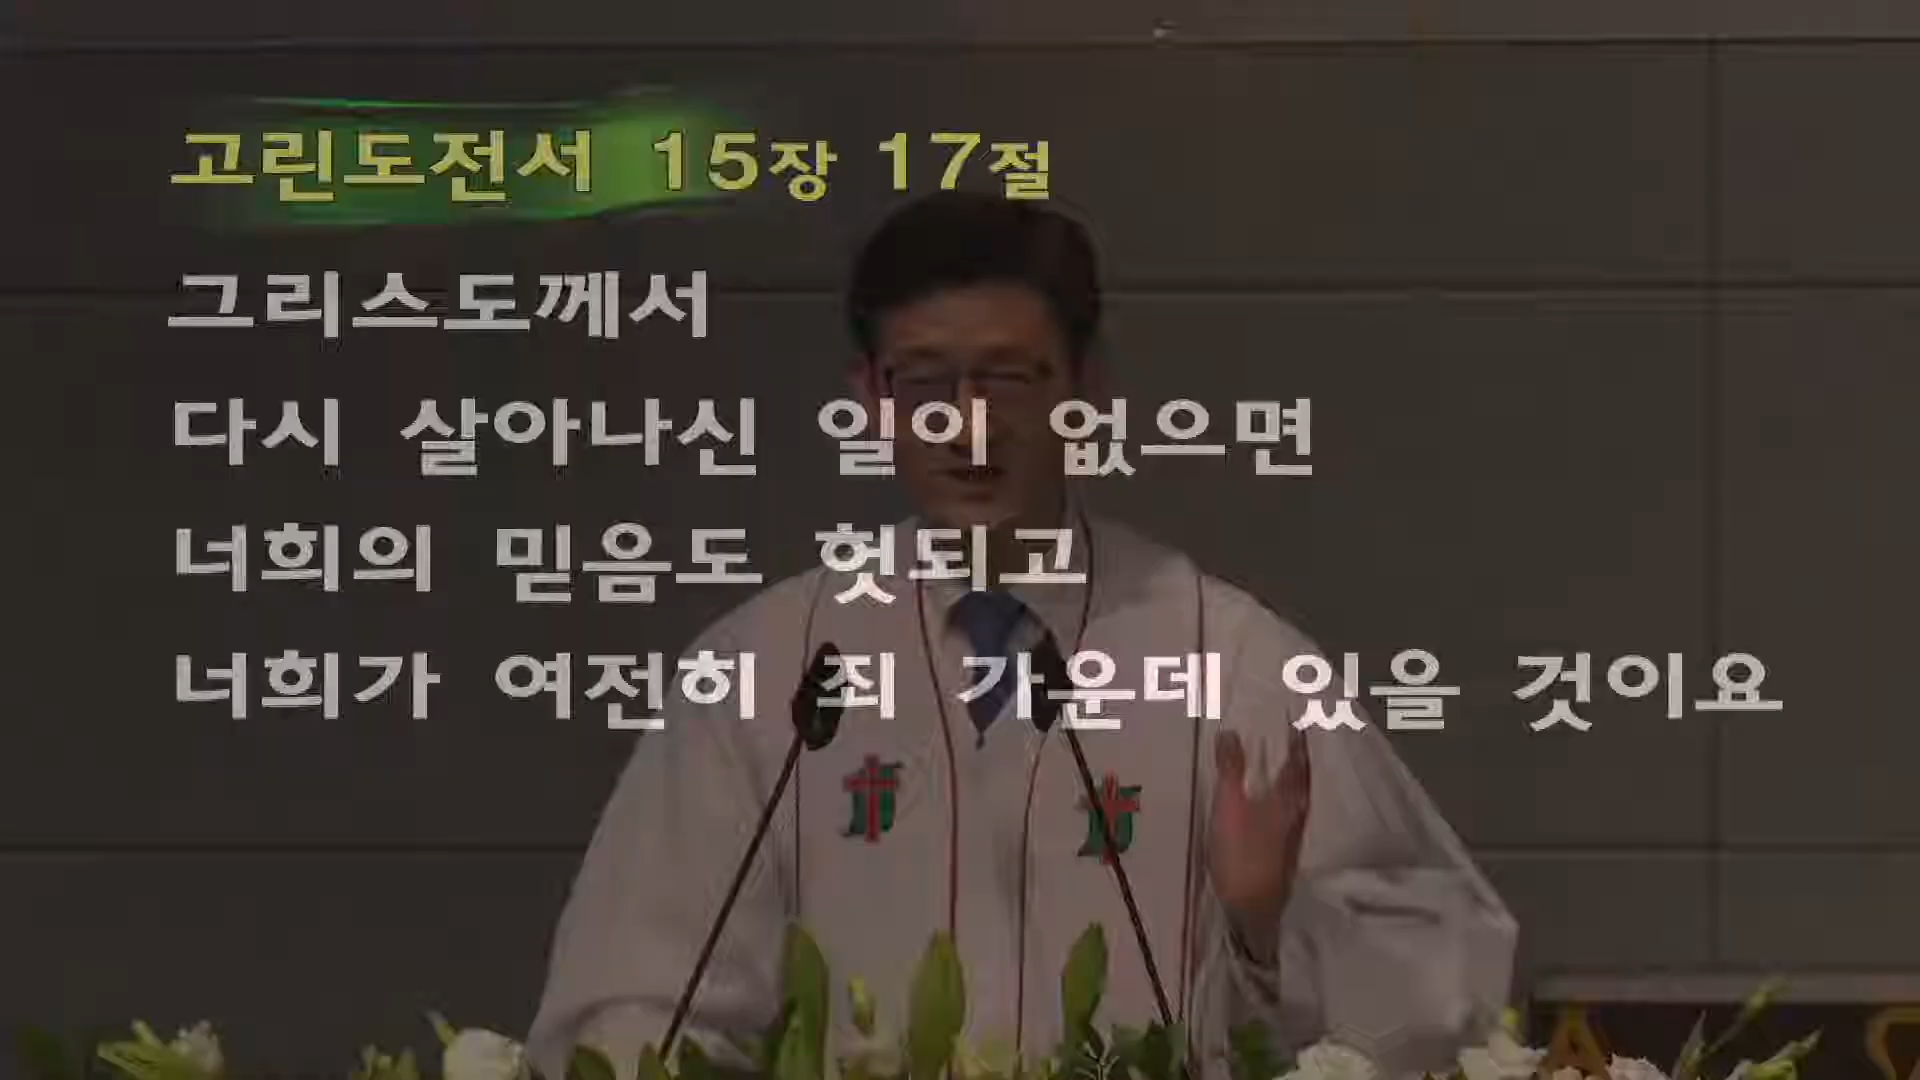 고린도전서 15장 17절
그리스도께서
다시 살아나신 일이 없으면
너희의 믿음도 헛되고
너희가 여전히 죄 가운데 있을 것이요